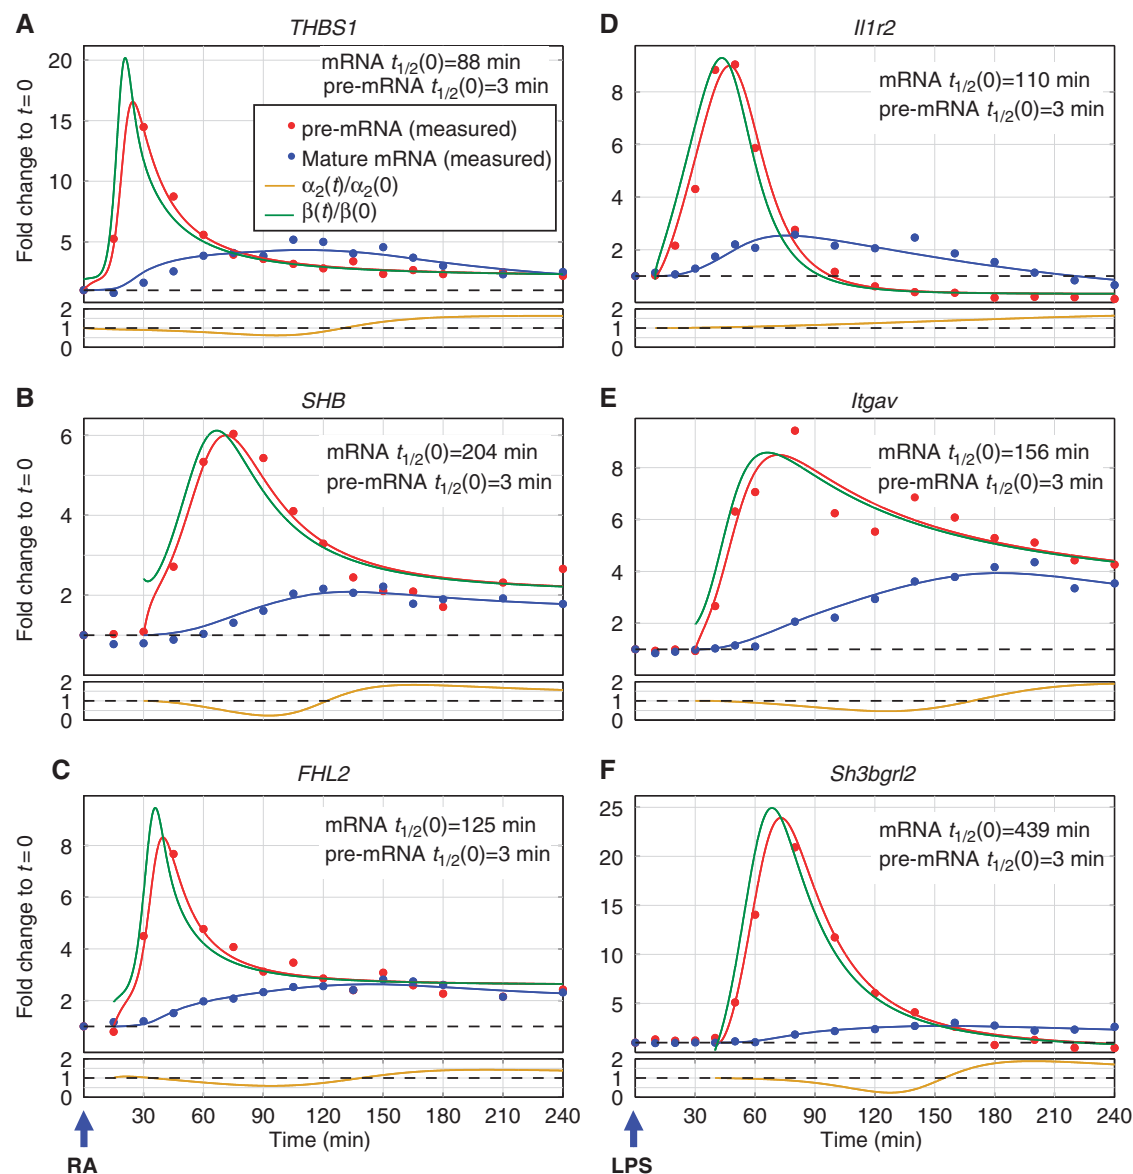 A
THBS1
mRNA t1/2(0)=88 min
pre-mRNA t1/2(0)=3 min
pre-mRNA (measured)
Mature mRNA (measured)
α2(t)/α2(0)
β(t)/β(0)
Fold change to t=0
20
15
10
5
2
1
0
D
Il1r2
mRNA t1/2(0)=110 min
pre-mRNA t1/2(0)=3 min
8
6
4
2
2
1
0
B
SHB
mRNA t1/2(0)=204 min
pre-mRNA t1/2(0)=3 min
Fold change to t=0
6
4
2
2
1
0
E
Itgav
mRNA t1/2(0)=156 min
pre-mRNA t1/2(0)=3 min
8
6
4
2
2
1
0
C
FHL2
mRNA t1/2(0)=125 min
pre-mRNA t1/2(0)=3 min
Fold change to t=0
8
6
4
2
2
1
0
30 60 90 120 150 180 210 240
Time (min)
RA
F
Sh3bgrl2
mRNA t1/2(0)=439 min
pre-mRNA t1/2(0)=3 min
25
20
15
10
5
2
1
0
30 60 90 140 150 180 210 240
Time (min)
LPS